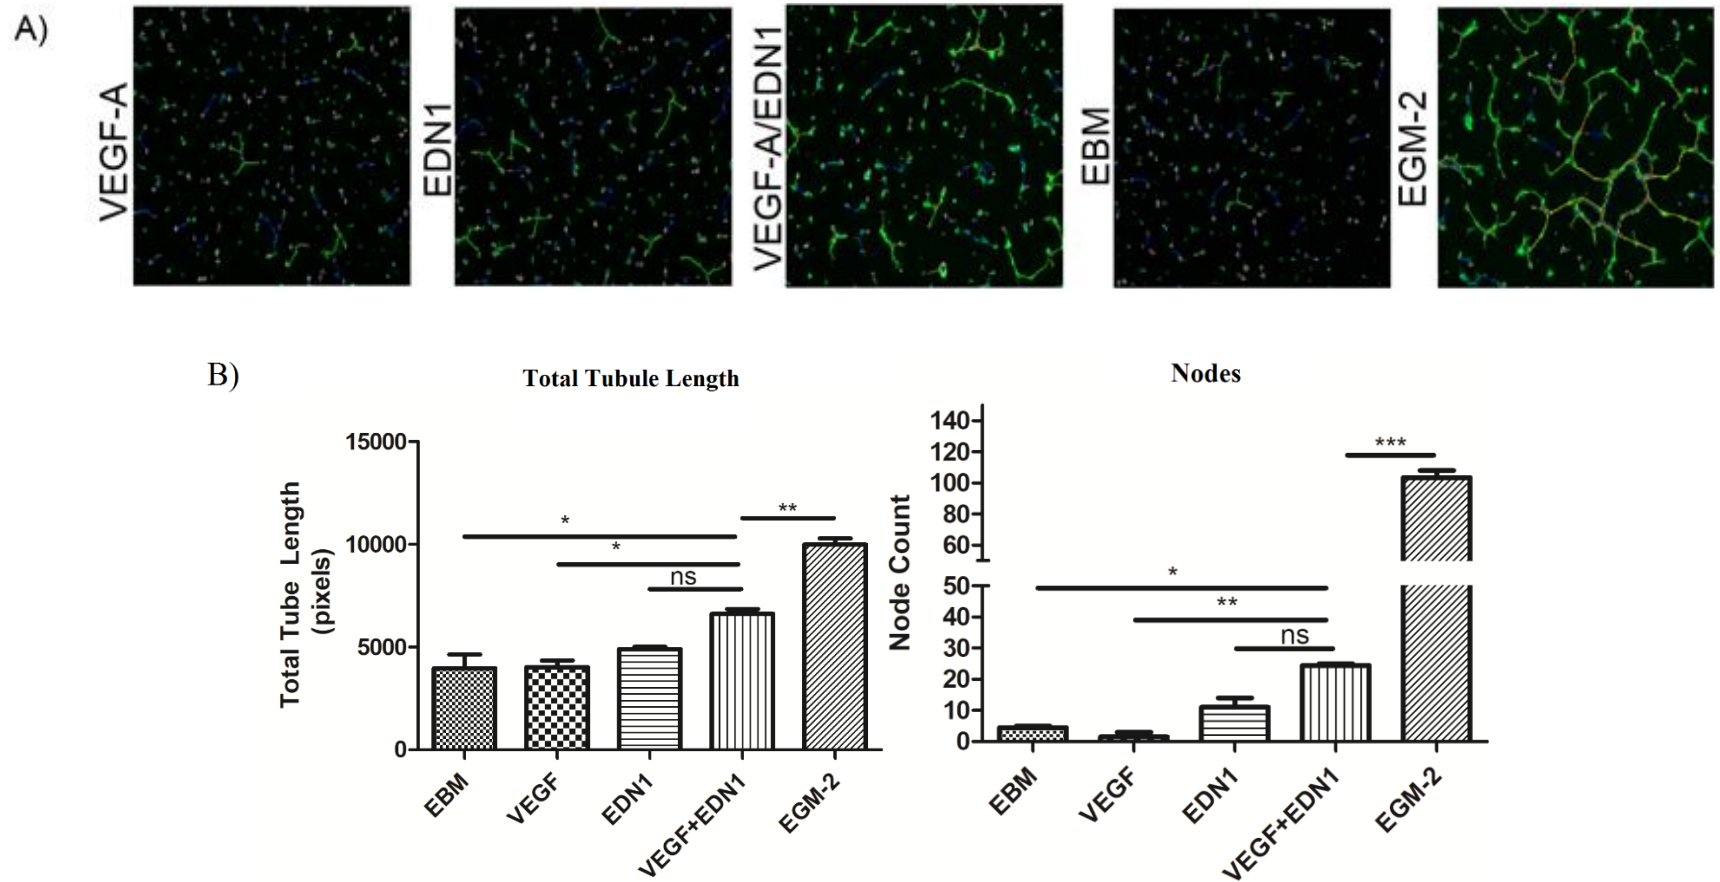 A)
VEGF-A
EDN1
VEGF-A/EDN1
EBM
EGM-2
B)
Total Tubule Length
Total Tube Length
(pixels)
15000
10000
5000
0
*
*
ns
**
EBM
VEGF
EDN1
VEGF+EDN1
EGM-2
Nodes
Node Count
140
120
100
80
60
50
40
30
20
10
0
***
*
**
ns
EBM
VEGF
EDN1
VEGF+EDN1
EGM-2